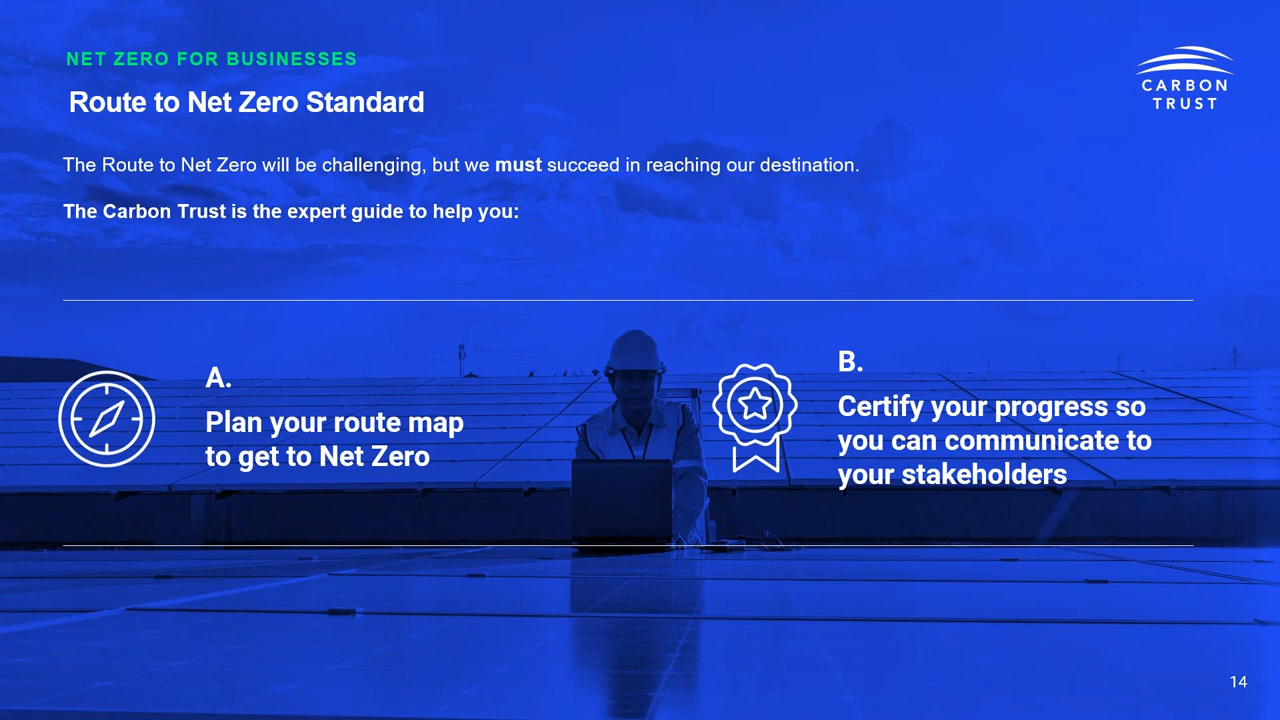 NET ZERO FOR BUSINESSES
Route to Net Zero Standard
CARBON
TRUST
The Route to Net Zero will be challenging, but we must succeed in reaching our destination.
The Carbon Trust is the expert guide to help you:
A.
Plan your route map
to get to Net Zero
B.
Certify your progress so
you can communicate to
your stakeholders
14